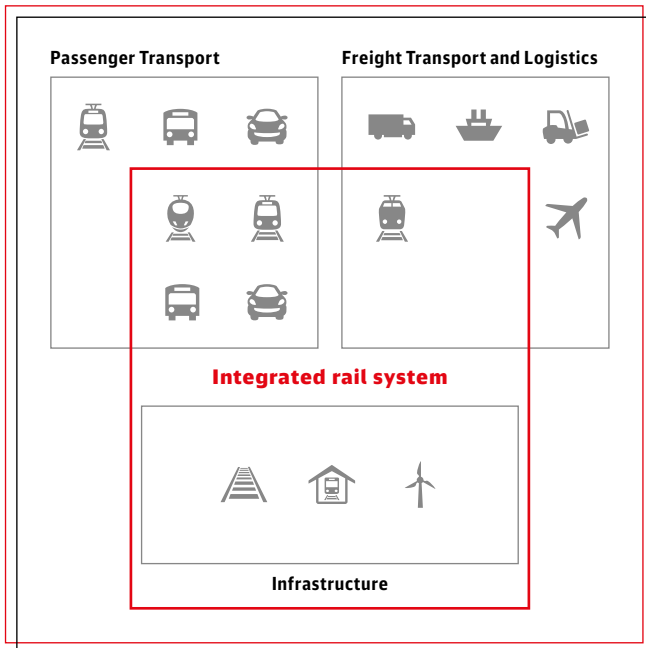 Passenger Transport
Freight Transport and Logistics
Integrated rail system
Infrastructure